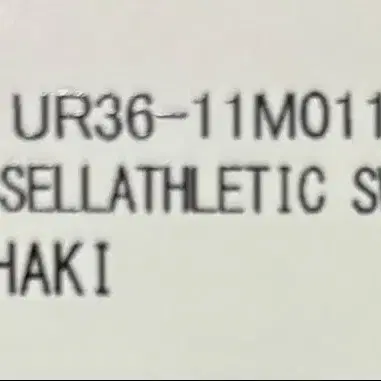 UR36-11M011
SELLATHLETIC S
HAKI